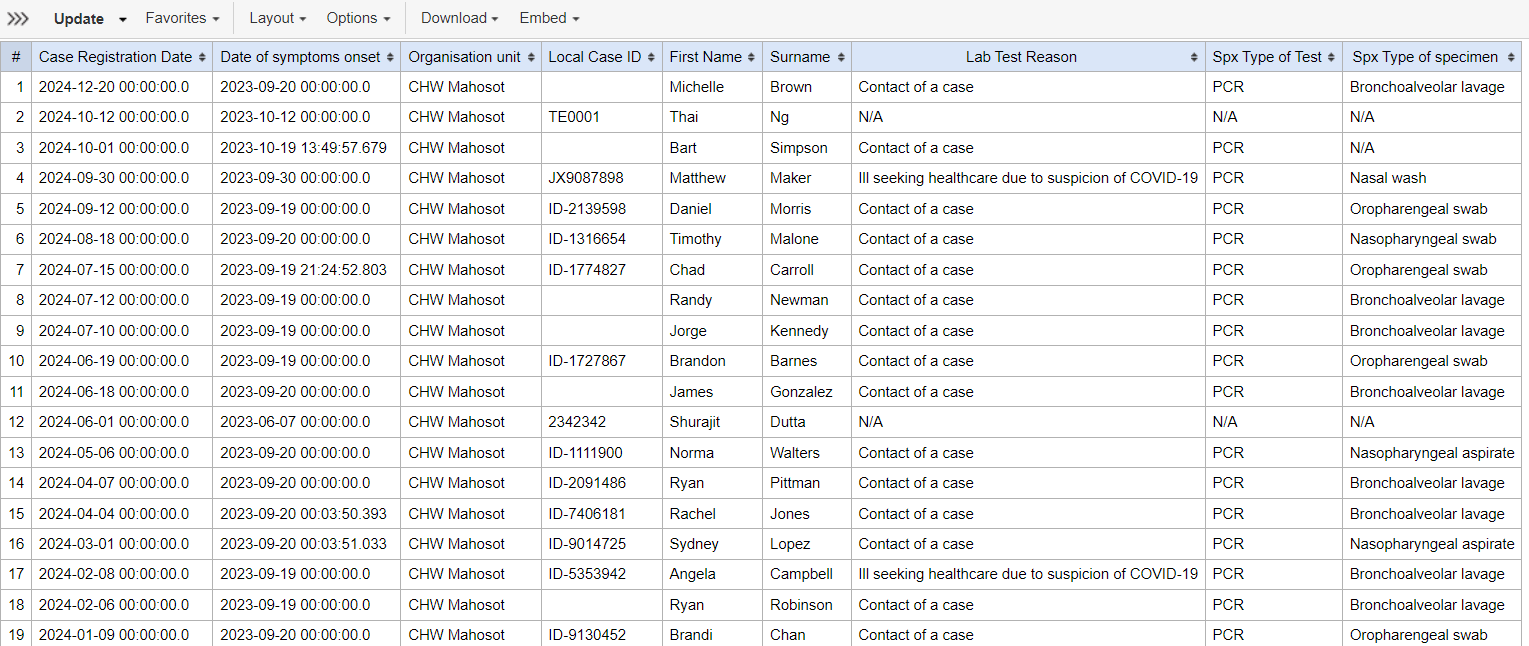 Update Favorites Layout Options Download Embed
# Case Registration Date Date of symptoms onset Organisation unit Local Case ID First Name Surname Lab Test Reason Spx Type of Test Spx Type of specimen
1 2024-12-20 00:00:00.0 2023-09-20 00:00:00.0 CHW Mahosot Michelle Brown Contact of a case PCR Bronchoalveolar lavage
2 2024-10-12 00:00:00.0 2023-10-12 00:00:00.0 CHW Mahosot TE0001 Thai Ng N/A N/A N/A
3 2024-10-01 00:00:00.0 2023-10-19 13:49:57.679 CHW Mahosot Bart Simpson Contact of a case PCR N/A
4 2024-09-30 00:00:00.0 2023-09-30 00:00:00.0 CHW Mahosot JX9087898 Matthew Maker Ill seeking healthcare due to suspicion of COVID-19 PCR Nasal wash
5 2024-09-12 00:00:00.0 2023-09-19 00:00:00.0 CHW Mahosot ID-2139598 Daniel Morris Contact of a case PCR Oropharengeal swab
6 2024-08-18 00:00:00.0 2023-09-20 00:00:00.0 CHW Mahosot ID-1316654 Timothy Malone Contact of a case PCR Nasopharyngeal swab
7 2024-07-15 00:00:00.0 2023-09-19 21:24:52.803 CHW Mahosot ID-1774827 Chad Carroll Contact of a case PCR Oropharengeal swab
8 2024-07-12 00:00:00.0 2023-09-19 00:00:00.0 CHW Mahosot Randy Newman Contact of a case PCR Bronchoalveolar lavage
9 2024-07-10 00:00:00.0 2023-09-19 00:00:00.0 CHW Mahosot Jorge Kennedy Contact of a case PCR Bronchoalveolar lavage
10 2024-06-19 00:00:00.0 2023-09-19 00:00:00.0 CHW Mahosot ID-1727867 Brandon Barnes Contact of a case PCR Oropharengeal swab
11 2024-06-18 00:00:00.0 2023-09-20 00:00:00.0 CHW Mahosot James Gonzalez Contact of a case PCR Bronchoalveolar lavage
12 2024-06-01 00:00:00.0 2023-06-07 00:00:00.0 CHW Mahosot 2342342 Shurajit Dutta N/A N/A N/A
13 2024-05-06 00:00:00.0 2023-09-20 00:00:00.0 CHW Mahosot ID-1111900 Norma Walters Contact of a case PCR Nasopharyngeal aspirate
14 2024-04-07 00:00:00.0 2023-09-20 00:00:00.0 CHW Mahosot ID-2091486 Ryan Pittman Contact of a case PCR Bronchoalveolar lavage
15 2024-04-04 00:00:00.0 2023-09-20 00:03:50.393 CHW Mahosot ID-7406181 Rachel Jones Contact of a case PCR Bronchoalveolar lavage
16 2024-03-01 00:00:00.0 2023-09-20 00:03:51.033 CHW Mahosot ID-9014725 Sydney Lopez Contact of a case PCR Nasopharyngeal aspirate
17 2024-02-08 00:00:00.0 2023-09-19 00:00:00.0 CHW Mahosot ID-5353942 Angela Campbell Ill seeking healthcare due to suspicion of COVID-19 PCR Bronchoalveolar lavage
18 2024-02-06 00:00:00.0 2023-09-19 00:00:00.0 CHW Mahosot Ryan Robinson Contact of a case PCR Bronchoalveolar lavage
19 2024-01-09 00:00:00.0 2023-09-20 00:00:00.0 CHW Mahosot ID-9130452 Brandi Chan Contact of a case PCR Oropharengeal swab